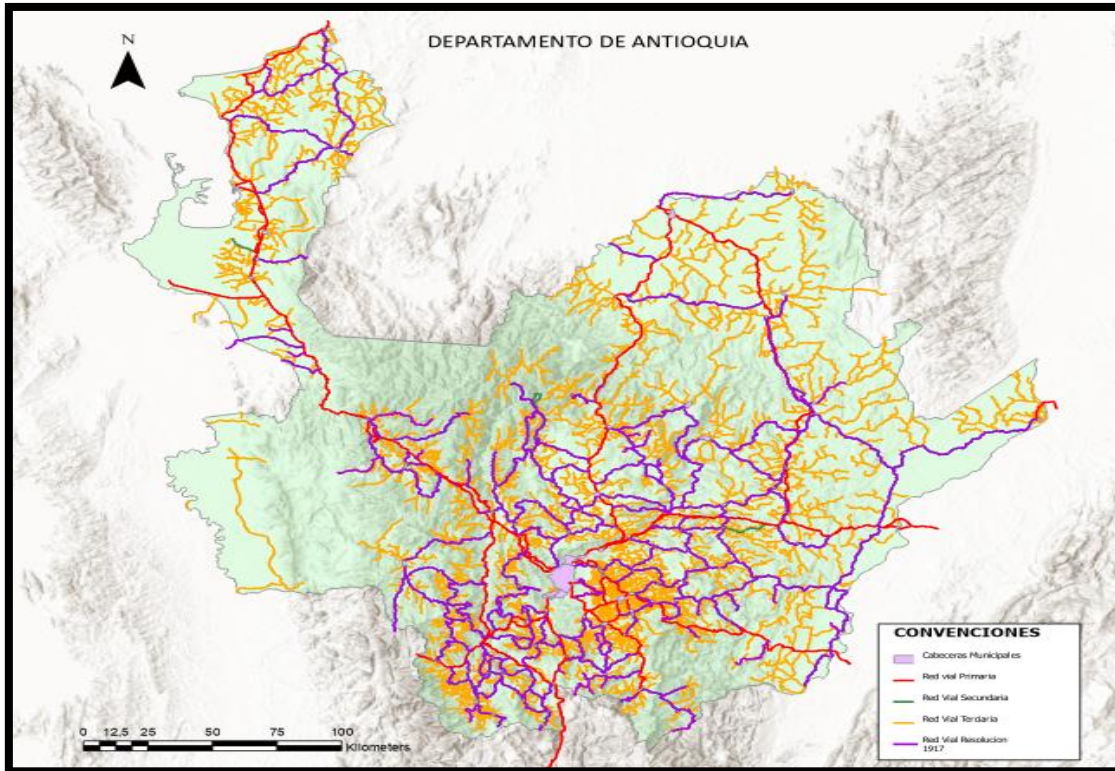 DEPARTAMENTO DE ANTIOQUIA
N
CONVENCIONES
Cabeceras Municipales
Red vial Primaria
Red Vial Secundaria
Red Vial Terciaria
Red Vial Resolucion
1917
0 12,5 25 50 75 100
Kilometers